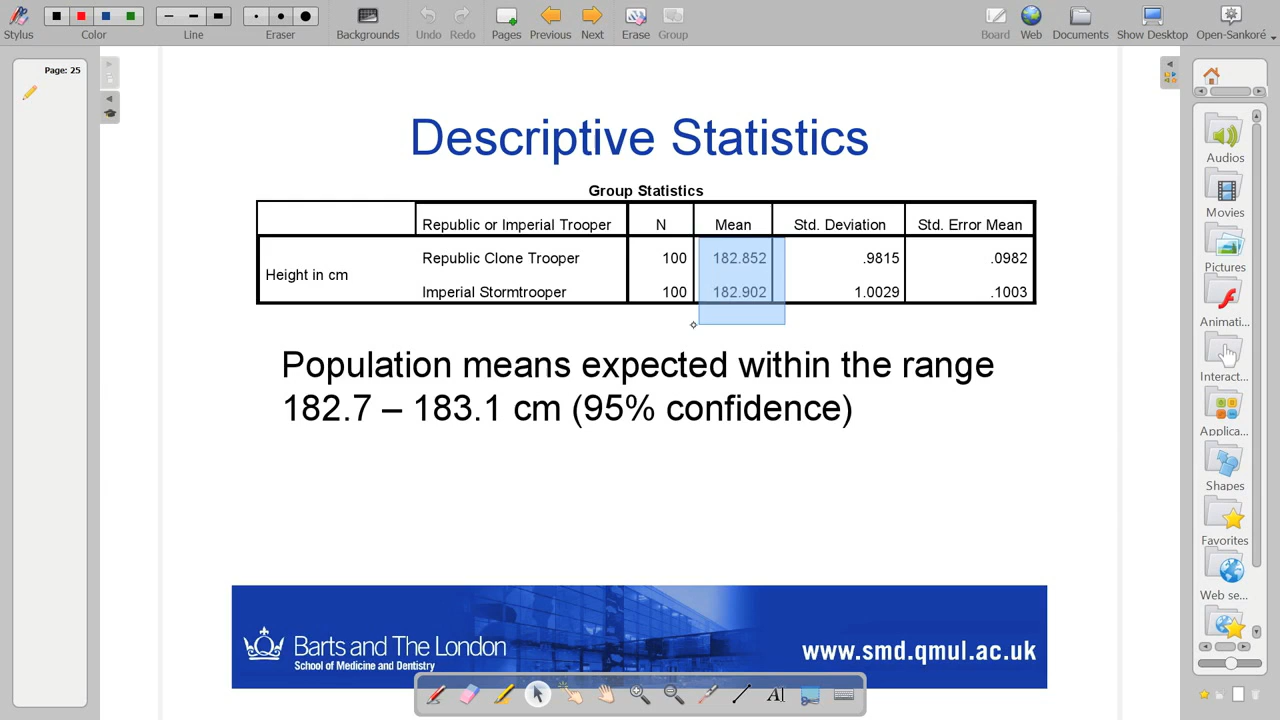 Stylus Color Line Eraser Backgrounds Undo Redo Pages Previous Next Erase Group Board Web Documents Show Desktop Open-Sankoré
Page: 25
Descriptive Statistics
Group Statistics
Republic or Imperial Trooper N Mean Std. Deviation Std. Error Mean
Height in cm
Republic Clone Trooper 100 182.852 .9815 .0982
Imperial Stormtrooper 100 182.902 1.0029 .1003
Population means expected within the range
182.7 – 183.1 cm (95% confidence)
Barts and The London
School of Medicine and Dentistry
www.smd.qmul.ac.uk
Audios
Movies
Pictures
Animati...
Interact...
Applica...
Shapes
Favorites
Web se...